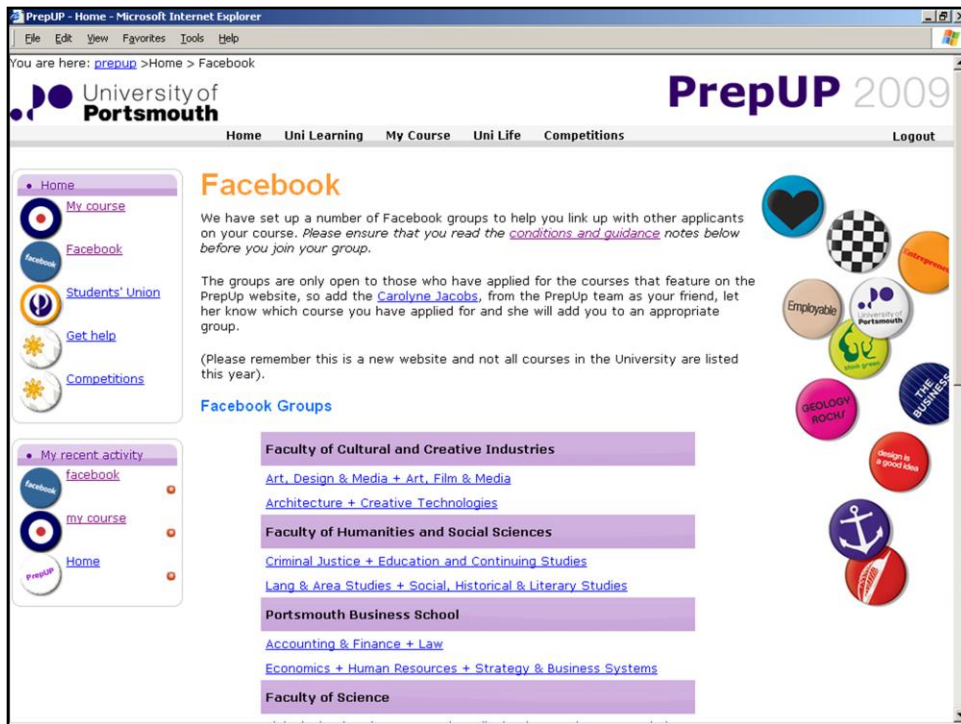 PrepUP - Home - Microsoft Internet Explorer
File Edit View Favorites Tools Help
You are here: prepup >Home > Facebook
University of
Portsmouth
PrepUP 2009
Home Uni Learning My Course Uni Life Competitions Logout
Home
My course
facebook
Facebook
Students' Union
Get help
Competitions
My recent activity
facebook
facebook
my course
PrepUP
Home
Facebook
We have set up a number of Facebook groups to help you link up with other applicants
on your course. Please ensure that you read the conditions and guidance notes below
before you join your group.
The groups are only open to those who have applied for the courses that feature on the
PrepUp website, so add the Carolyne Jacobs, from the PrepUp team as your friend, let
her know which course you have applied for and she will add you to an appropriate
group.
(Please remember this is a new website and not all courses in the University are listed
this year).
Facebook Groups
Faculty of Cultural and Creative Industries
Art, Design & Media + Art, Film & Media
Architecture + Creative Technologies
Faculty of Humanities and Social Sciences
Criminal Justice + Education and Continuing Studies
Lang & Area Studies + Social, Historical & Literary Studies
Portsmouth Business School
Accounting & Finance + Law
Economics + Human Resources + Strategy & Business Systems
Faculty of Science
Employable
University of
Portsmouth
think green
THE
BUSINESS
GEOLOGY
ROCKS
design is
a good idea